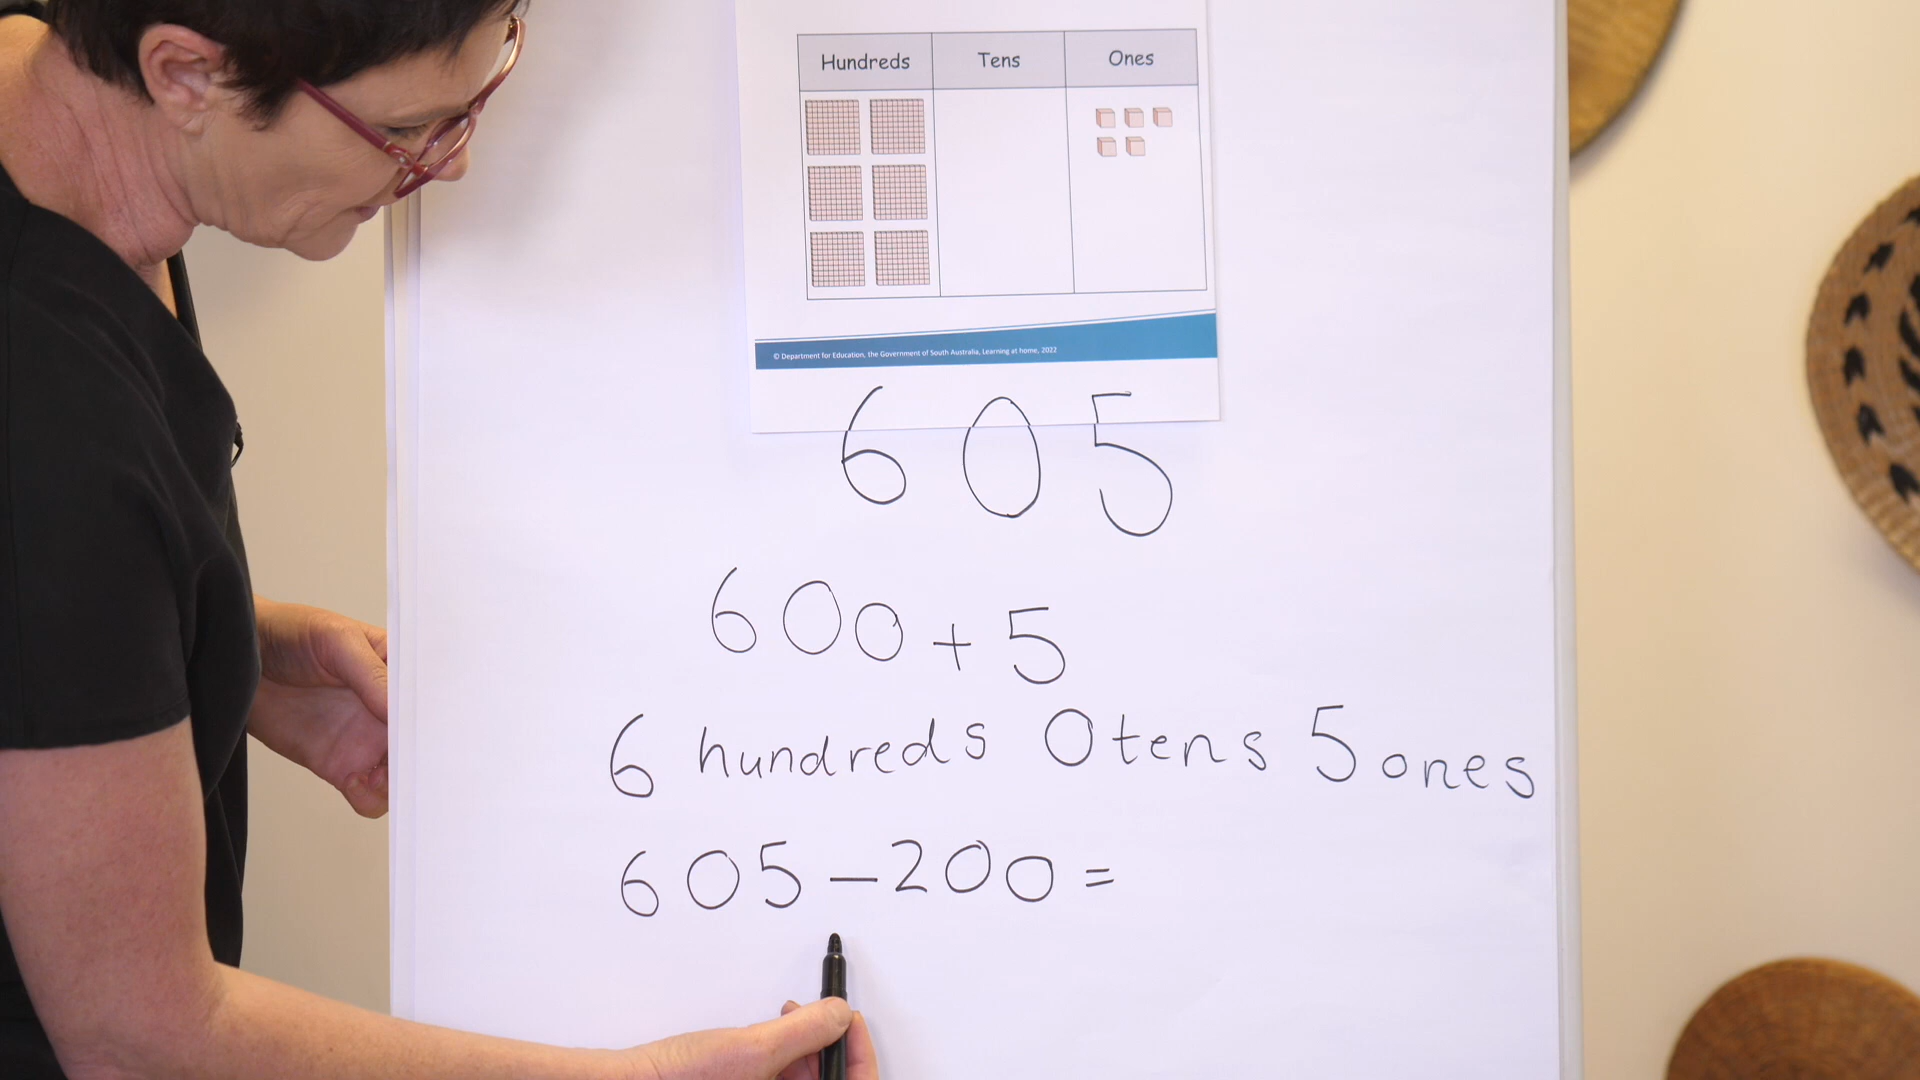 Hundreds Tens Ones
© Department for Education, the Government of South Australia, Learning at home, 2022
605
600 + 5
6 hundreds 0 tens 5 ones
605 – 200 =